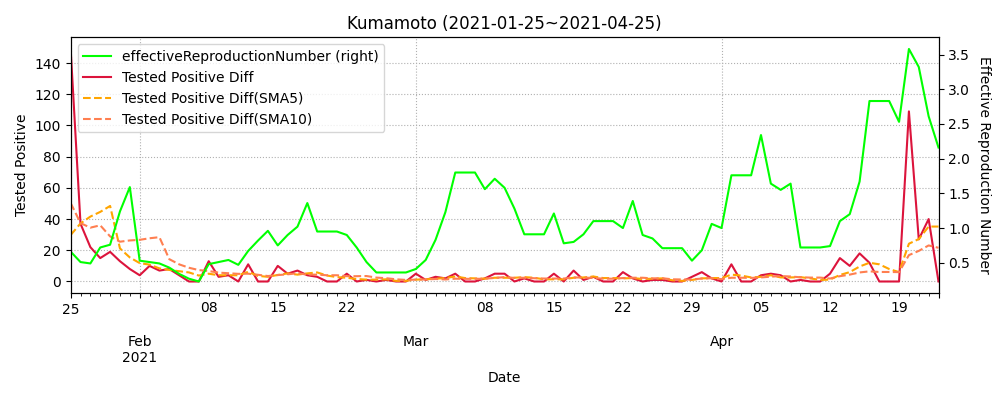 Kumamoto (2021-01-25~2021-04-25)
effectiveReproductionNumber (right)
Tested Positive Diff
Tested Positive Diff(SMA5)
Tested Positive Diff(SMA10)
Tested Positive
140
120
100
80
60
40
20
0
3.5
3.0
2.5
2.0
1.5
1.0
0.5
Effective Reproduction Number
25 08 15 22 08 15 22 29 05 12 19
Feb Mar Apr
2021
Date